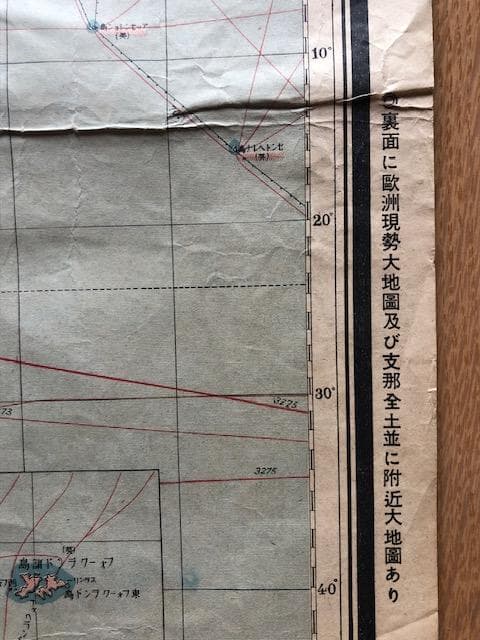 アーセンション島
(英)
10°
セントヘレナ島
(英)
20°
30°
3275
73
3275
(英)
フォークランド諸島
東フォークランド島
40°
裏面に歐洲現勢大地圖及び支那全土並に附近大地圖あり